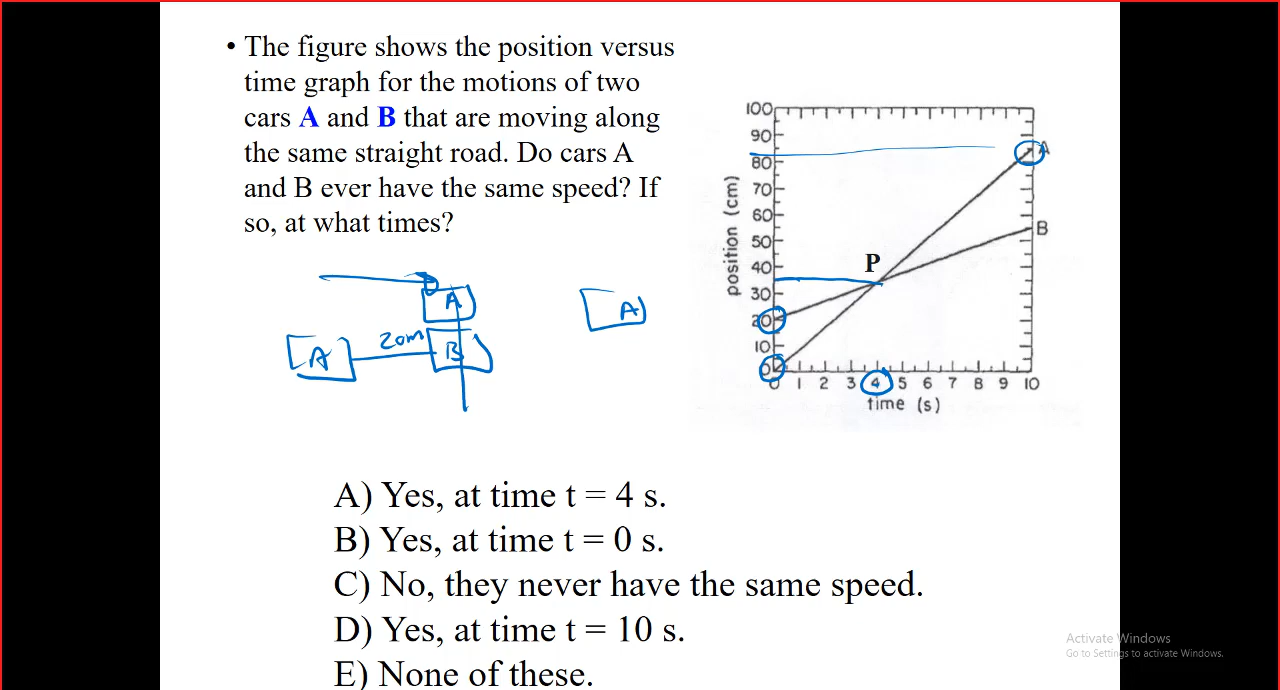 • The figure shows the position versus
time graph for the motions of two
cars A and B that are moving along
the same straight road. Do cars A
and B ever have the same speed? If
so, at what times?
100
90
80
70
60
50
40
30
20
10
0
position (cm)
A
B
P
0 1 2 3 4 5 6 7 8 9 10
time (s)
A
A
20m
B
A
A) Yes, at time t = 4 s.
B) Yes, at time t = 0 s.
C) No, they never have the same speed.
D) Yes, at time t = 10 s.
E) None of these.
Activate Windows
Go to Settings to activate Windows.